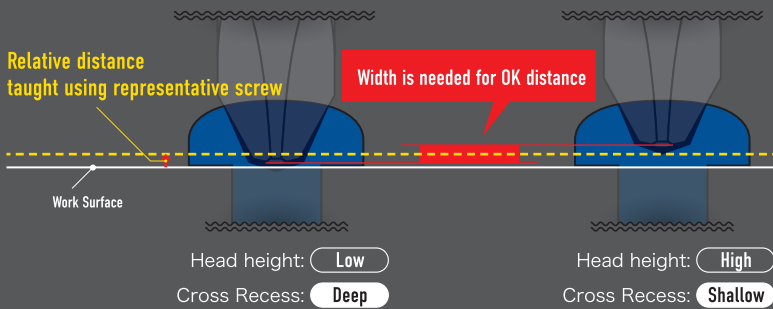 Relative distance
taught using representative screw
Width is needed for OK distance
Work Surface
Head height: Low
Cross Recess: Deep
Head height: High
Cross Recess: Shallow